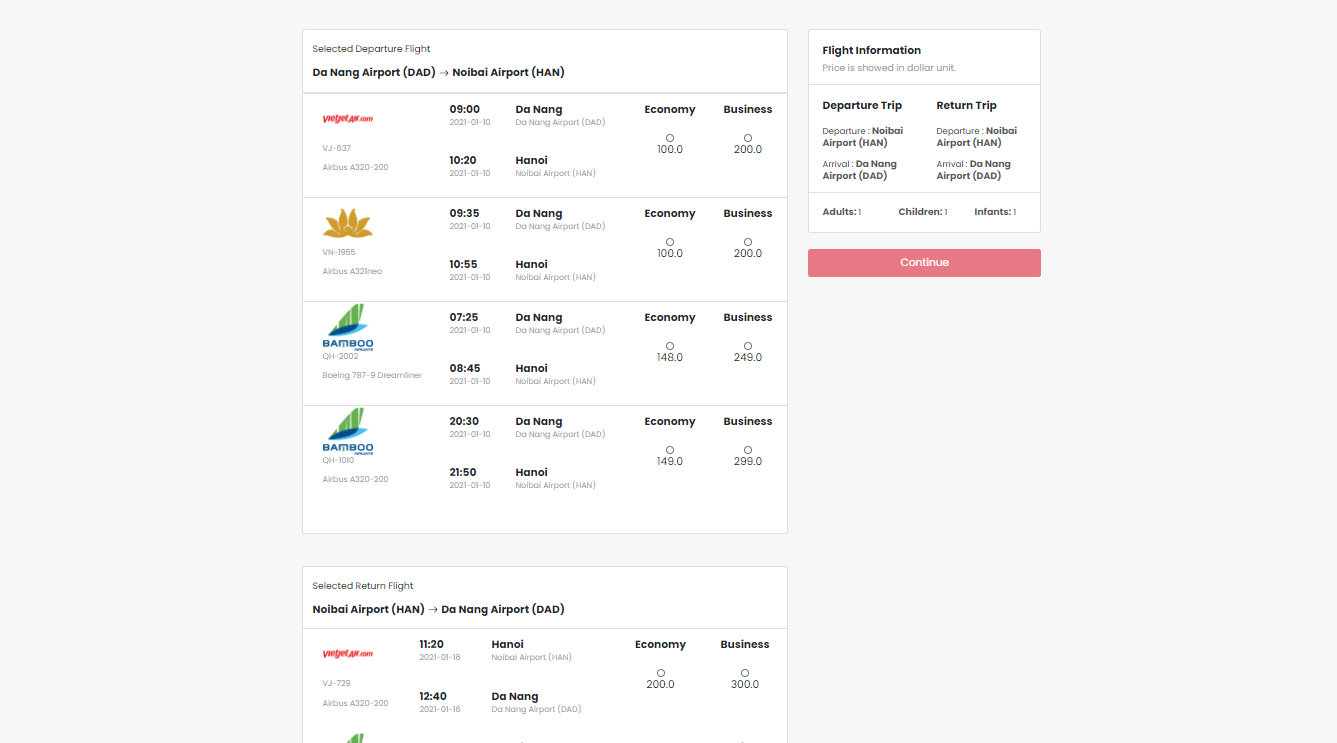 Selected Departure Flight
Da Nang Airport (DAD) → Noibai Airport (HAN)
vietjetAir.com
VJ-637
Airbus A320-200
09:00
2021-01-10
Da Nang
Da Nang Airport (DAD)
10:20
2021-01-10
Hanoi
Noibai Airport (HAN)
Economy
100.0
Business
200.0
VN-1955
Airbus A321neo
09:35
2021-01-10
Da Nang
Da Nang Airport (DAD)
10:55
2021-01-10
Hanoi
Noibai Airport (HAN)
Economy
100.0
Business
200.0
BAMBOO
AIRWAYS
QH-2002
Boeing 787-9 Dreamliner
07:25
2021-01-10
Da Nang
Da Nang Airport (DAD)
08:45
2021-01-10
Hanoi
Noibai Airport (HAN)
Economy
148.0
Business
249.0
BAMBOO
AIRWAYS
QH-1010
Airbus A320-200
20:30
2021-01-10
Da Nang
Da Nang Airport (DAD)
21:50
2021-01-10
Hanoi
Noibai Airport (HAN)
Economy
149.0
Business
299.0
Selected Return Flight
Noibai Airport (HAN) → Da Nang Airport (DAD)
vietjetAir.com
VJ-729
Airbus A320-200
11:20
2021-01-16
Hanoi
Noibai Airport (HAN)
12:40
2021-01-16
Da Nang
Da Nang Airport (DAD)
Economy
200.0
Business
300.0
Flight Information
Price is showed in dollar unit.
Departure Trip
Departure : Noibai
Airport (HAN)
Arrival : Da Nang
Airport (DAD)
Return Trip
Departure : Noibai
Airport (HAN)
Arrival : Da Nang
Airport (DAD)
Adults: 1
Children: 1
Infants: 1
Continue